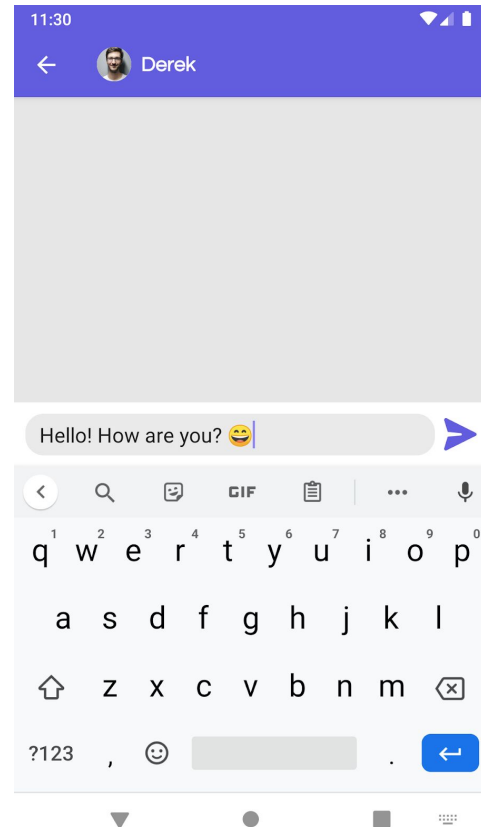 11:30
Derek
Hello! How are you? 😄
GIF
1 2 3 4 5 6 7 8 9 0
q w e r t y u i o p
a s d f g h j k l
z x c v b n m
?123 , .